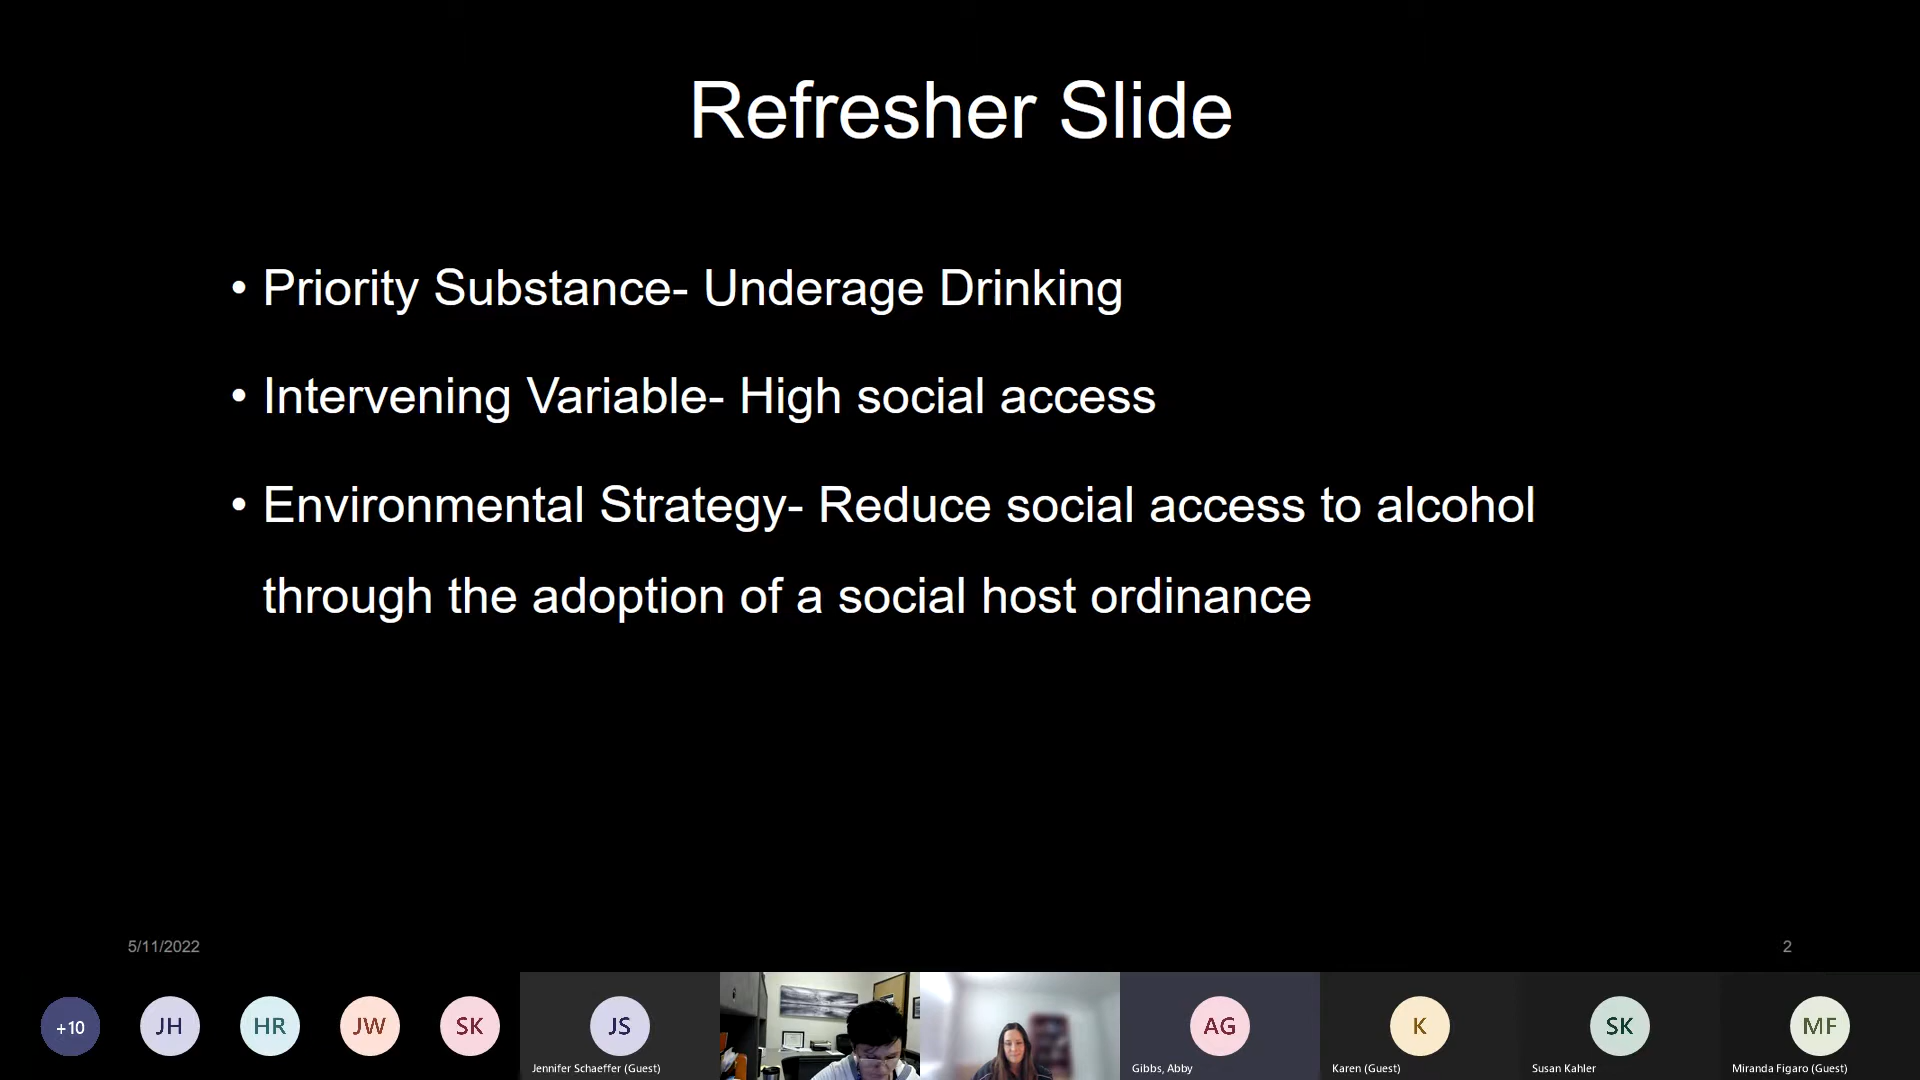 Refresher Slide
• Priority Substance- Underage Drinking
• Intervening Variable- High social access
• Environmental Strategy- Reduce social access to alcohol
through the adoption of a social host ordinance
5/11/2022
2
+10
JH
HR
JW
SK
JS
AG
K
SK
MF
Jennifer Schaeffer (Guest)
Gibbs, Abby
Karen (Guest)
Susan Kahler
Miranda Figaro (Guest)